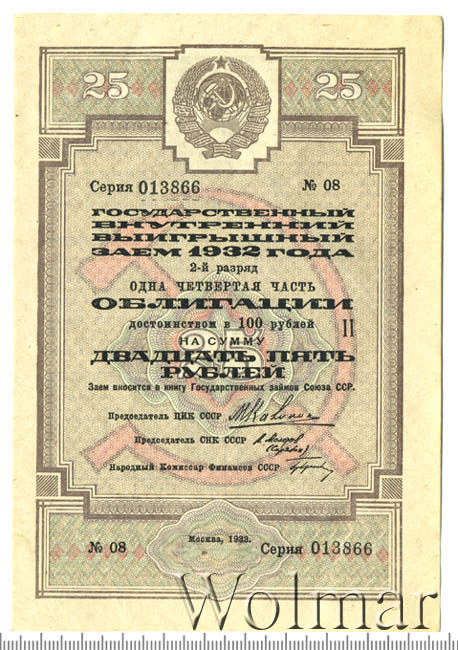 25 25
Серия 013866 № 08
ГОСУДАРСТВЕННЫЙ
ВНУТРЕННИЙ
ВЫИГРЫШНЫЙ
ЗАЕМ 1932 ГОДА
2-й разряд
ОДНА ЧЕТВЕРТАЯ ЧАСТЬ
ОБЛИГАЦИИ
достоинством в 100 рублей II
НА СУММУ
25
ДВАДЦАТЬ ПЯТЬ
РУБЛЕЙ
Заем вносится в книгу Государственных займов Союза ССР.
Председатель ЦИК СССР
Председатель СНК СССР
Народный Комиссар Финансов СССР
№ 08 Москва, 1933. Серия 013866
25
Wolmar